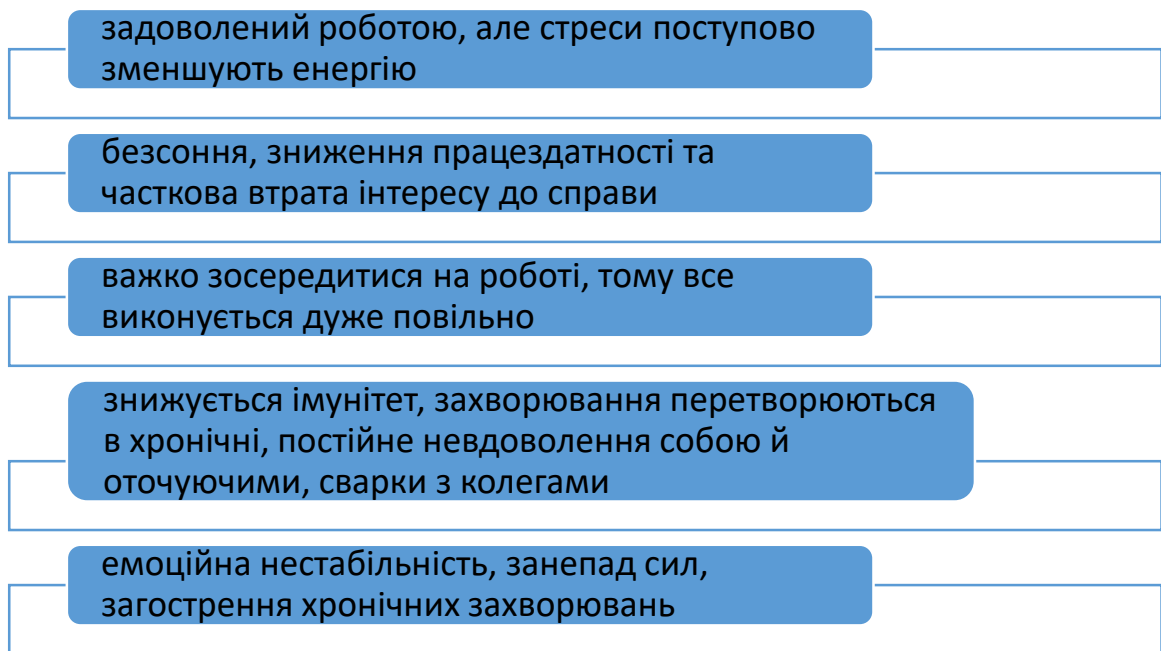 задоволений роботою, але стреси поступово
зменшують енергію
безсоння, зниження працездатності та
часткова втрата інтересу до справи
важко зосередитися на роботі, тому все
виконується дуже повільно
знижується імунітет, захворювання перетворюються
в хронічні, постійне невдоволення собою й
оточуючими, сварки з колегами
емоційна нестабільність, занепад сил,
загострення хронічних захворювань